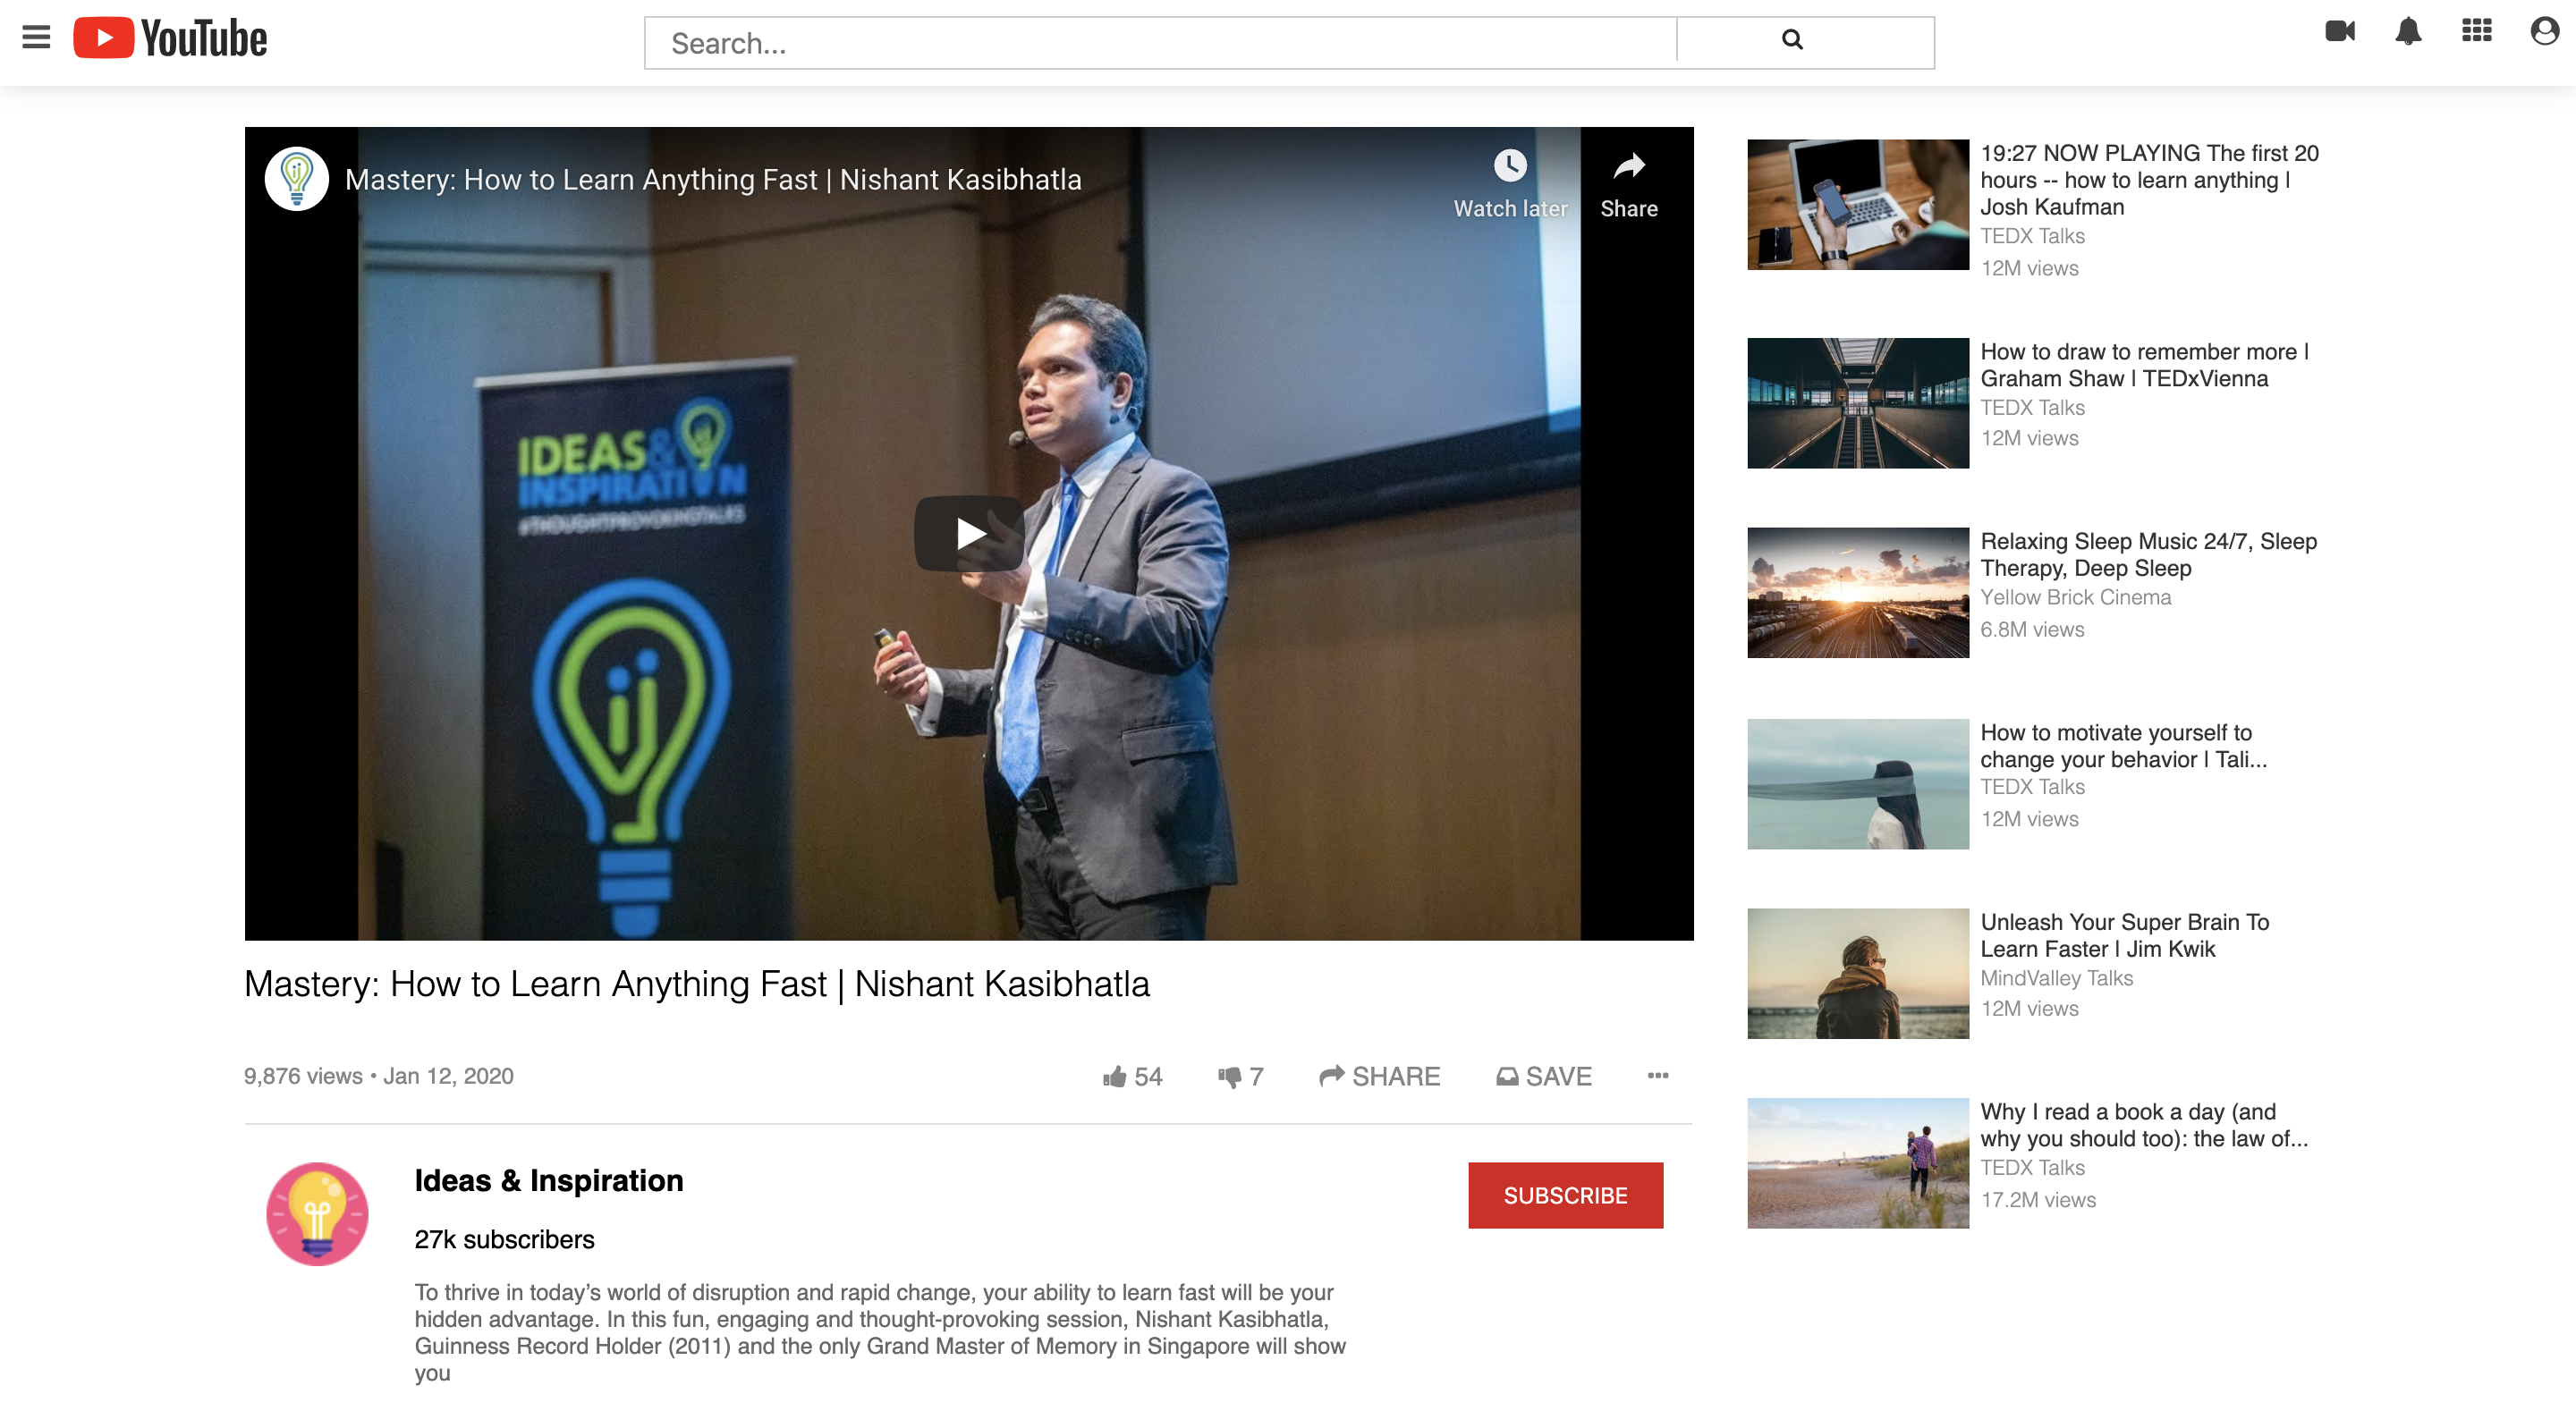 YouTube
Search...
Mastery: How to Learn Anything Fast | Nishant Kasibhatla
Watch later
Share
IDEAS &
INSPIRATION
#THOUGHTPROVOKINGTALKS
Mastery: How to Learn Anything Fast | Nishant Kasibhatla
9,876 views • Jan 12, 2020
54
7
SHARE
SAVE
Ideas & Inspiration
27k subscribers
SUBSCRIBE
To thrive in today’s world of disruption and rapid change, your ability to learn fast will be your
hidden advantage. In this fun, engaging and thought-provoking session, Nishant Kasibhatla,
Guinness Record Holder (2011) and the only Grand Master of Memory in Singapore will show
you
19:27 NOW PLAYING The first 20
hours -- how to learn anything |
Josh Kaufman
TEDX Talks
12M views
How to draw to remember more |
Graham Shaw | TEDxVienna
TEDX Talks
12M views
Relaxing Sleep Music 24/7, Sleep
Therapy, Deep Sleep
Yellow Brick Cinema
6.8M views
How to motivate yourself to
change your behavior | Tali...
TEDX Talks
12M views
Unleash Your Super Brain To
Learn Faster | Jim Kwik
MindValley Talks
12M views
Why I read a book a day (and
why you should too): the law of...
TEDX Talks
17.2M views